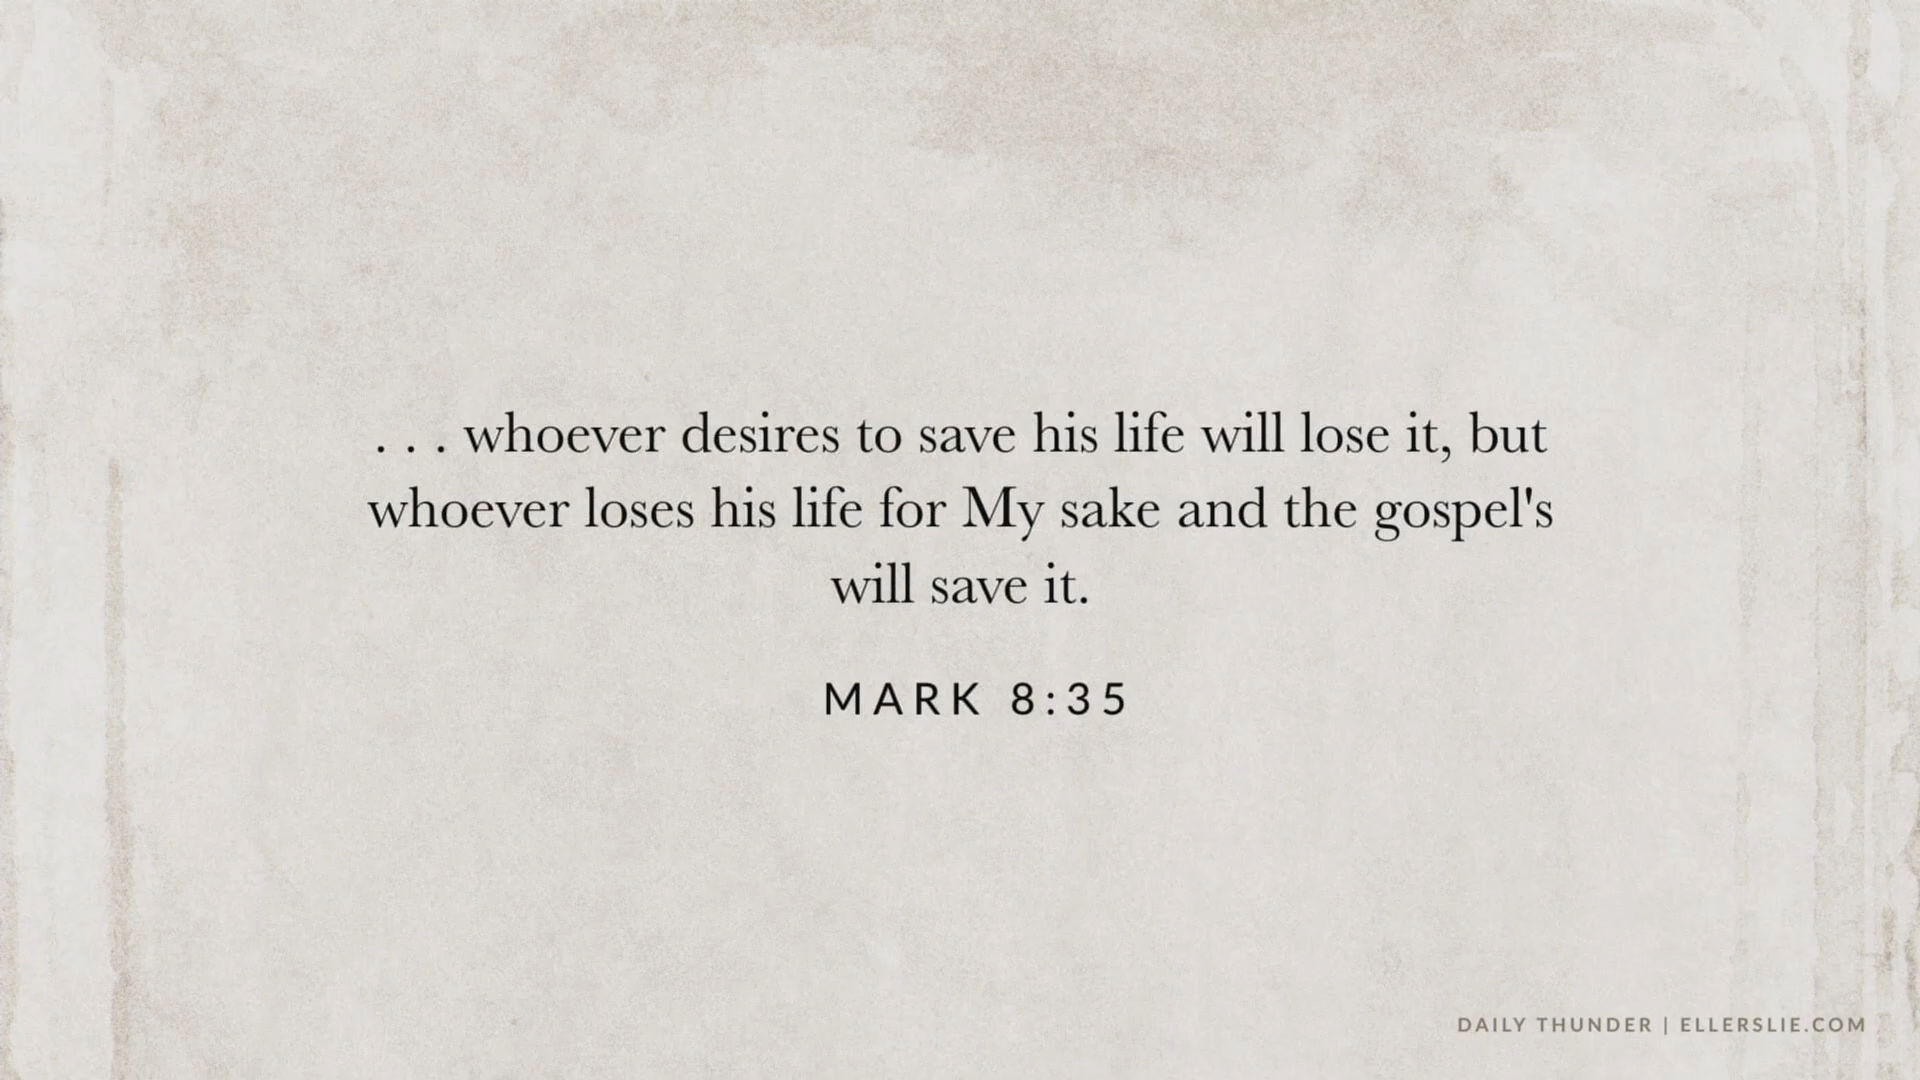 . . . whoever desires to save his life will lose it, but
whoever loses his life for My sake and the gospel's
will save it.
MARK 8:35
DAILY THUNDER | ELLERSLIE.COM